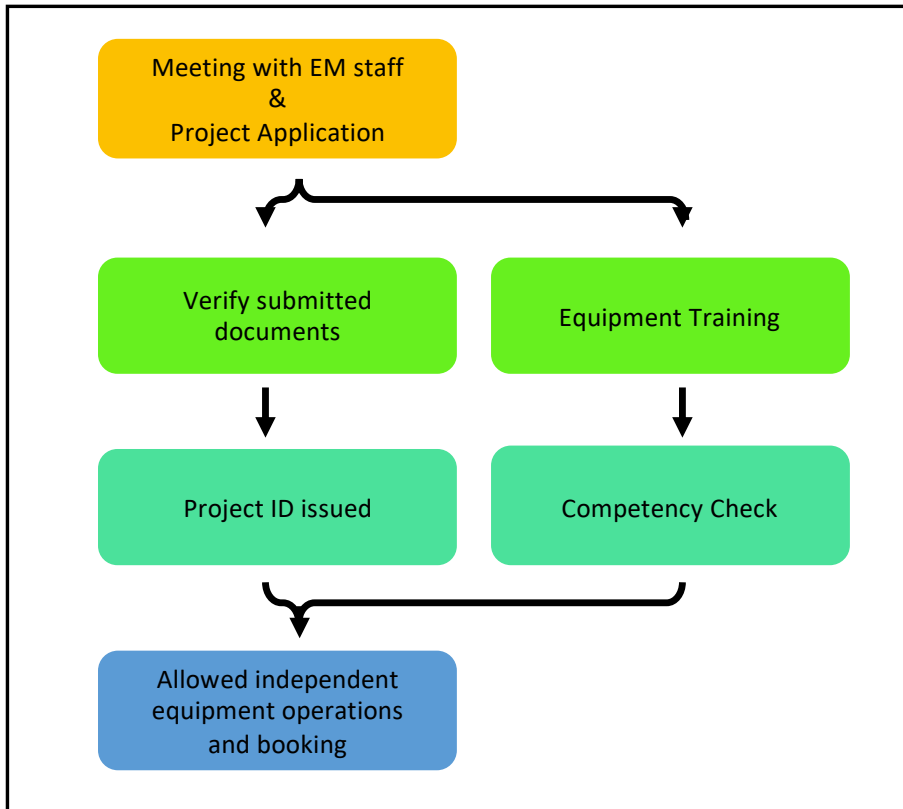 Meeting with EM staff
&
Project Application
Verify submitted
documents
Equipment Training
Project ID issued
Competency Check
Allowed independent
equipment operations
and booking